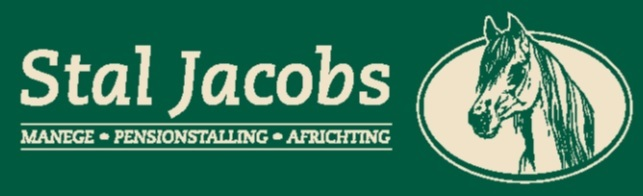 Stal Jacobs
MANEGE • PENSIONSTALLING • AFRICHTING